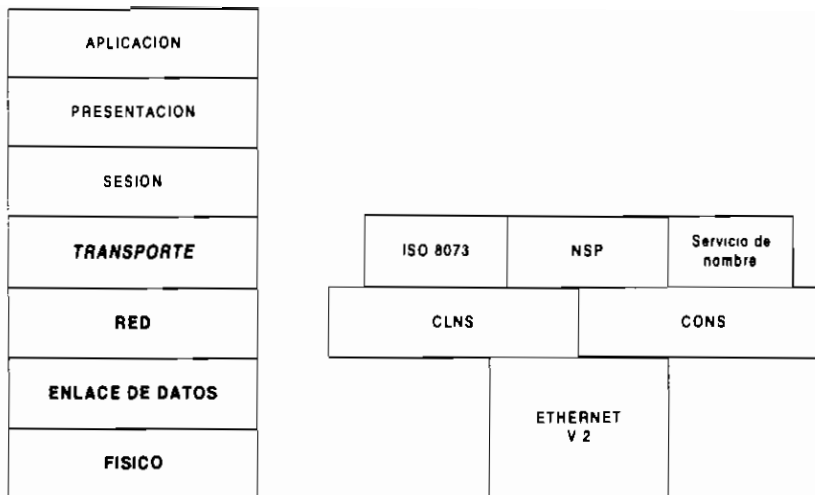 APLICACION
PRESENTACION
SESION
TRANSPORTE
ISO 8073
NSP
Servicio de
nombre
RED
CLNS
CONS
ENLACE DE DATOS
ETHERNET
V 2
FISICO